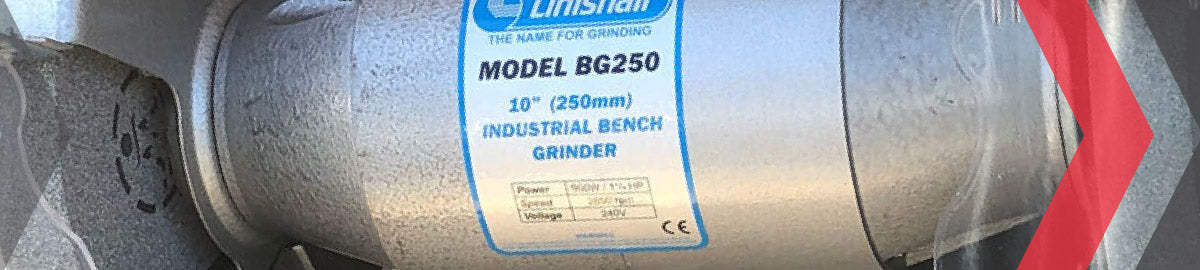 Linishall
THE NAME FOR GRINDING
MODEL BG250
10" (250mm)
INDUSTRIAL BENCH
GRINDER
Power
Speed
Voltage 240V
CE